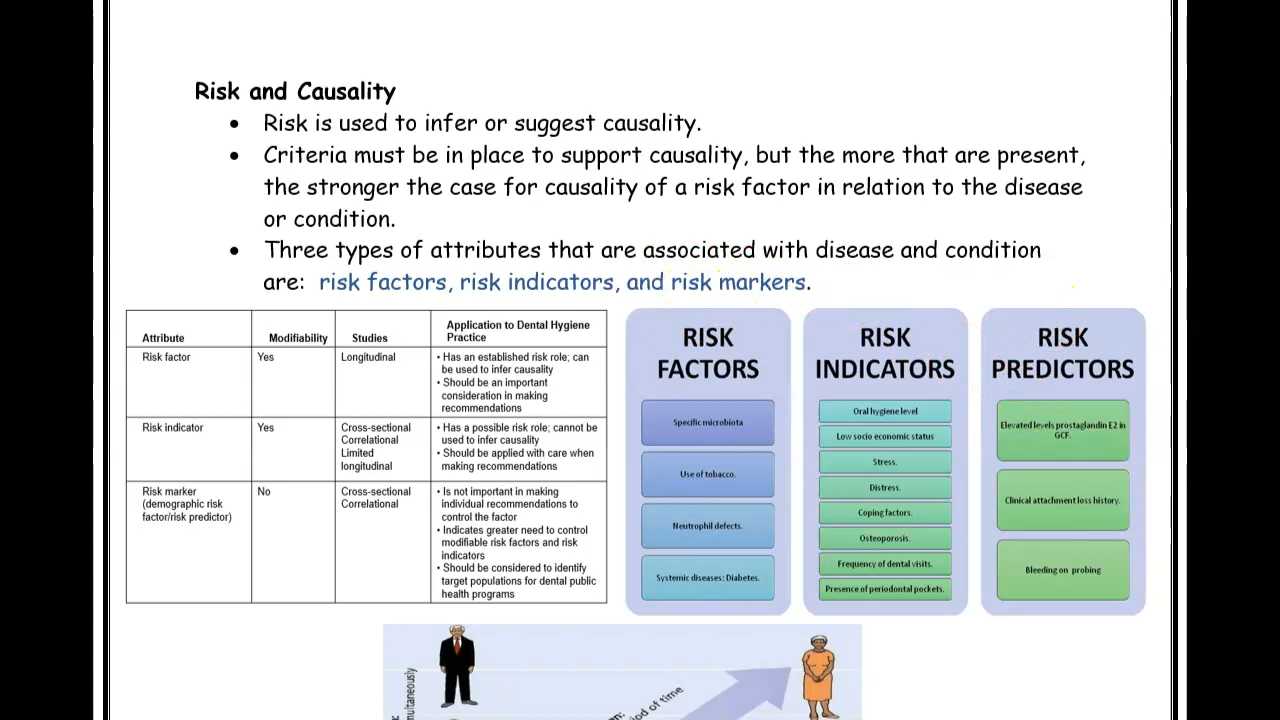 Risk and Causality
• Risk is used to infer or suggest causality.
• Criteria must be in place to support causality, but the more that are present,
the stronger the case for causality of a risk factor in relation to the disease
or condition.
• Three types of attributes that are associated with disease and condition
are: risk factors, risk indicators, and risk markers.
Attribute Modifiability Studies Application to Dental Hygiene
Practice
Risk factor Yes Longitudinal • Has an established risk role; can
be used to infer causality
• Should be an important
consideration in making
recommendations
Risk indicator Yes Cross-sectional • Has a possible risk role; cannot be
Correlational used to infer causality
Limited • Should be applied with care when
longitudinal making recommendations
Risk marker No Cross-sectional • Is not important in making
(demographic risk Correlational individual recommendations to
factor/risk predictor) control the factor
• Indicates greater need to control
modifiable risk factors and risk
indicators
• Should be considered to identify
target populations for dental public
health programs
RISK
FACTORS
Specific microbiota
Use of tobacco.
Neutrophil defects.
Systemic diseases: Diabetes.
RISK
INDICATORS
Oral hygiene level
Low socio economic status
Stress.
Distress.
Coping factors.
Osteoporosis.
Frequency of dental visits.
Presence of periodontal pockets.
RISK
PREDICTORS
Elevated levels prostaglandin E2 in
GCF.
Clinical attachment loss history.
Bleeding on probing
period of time